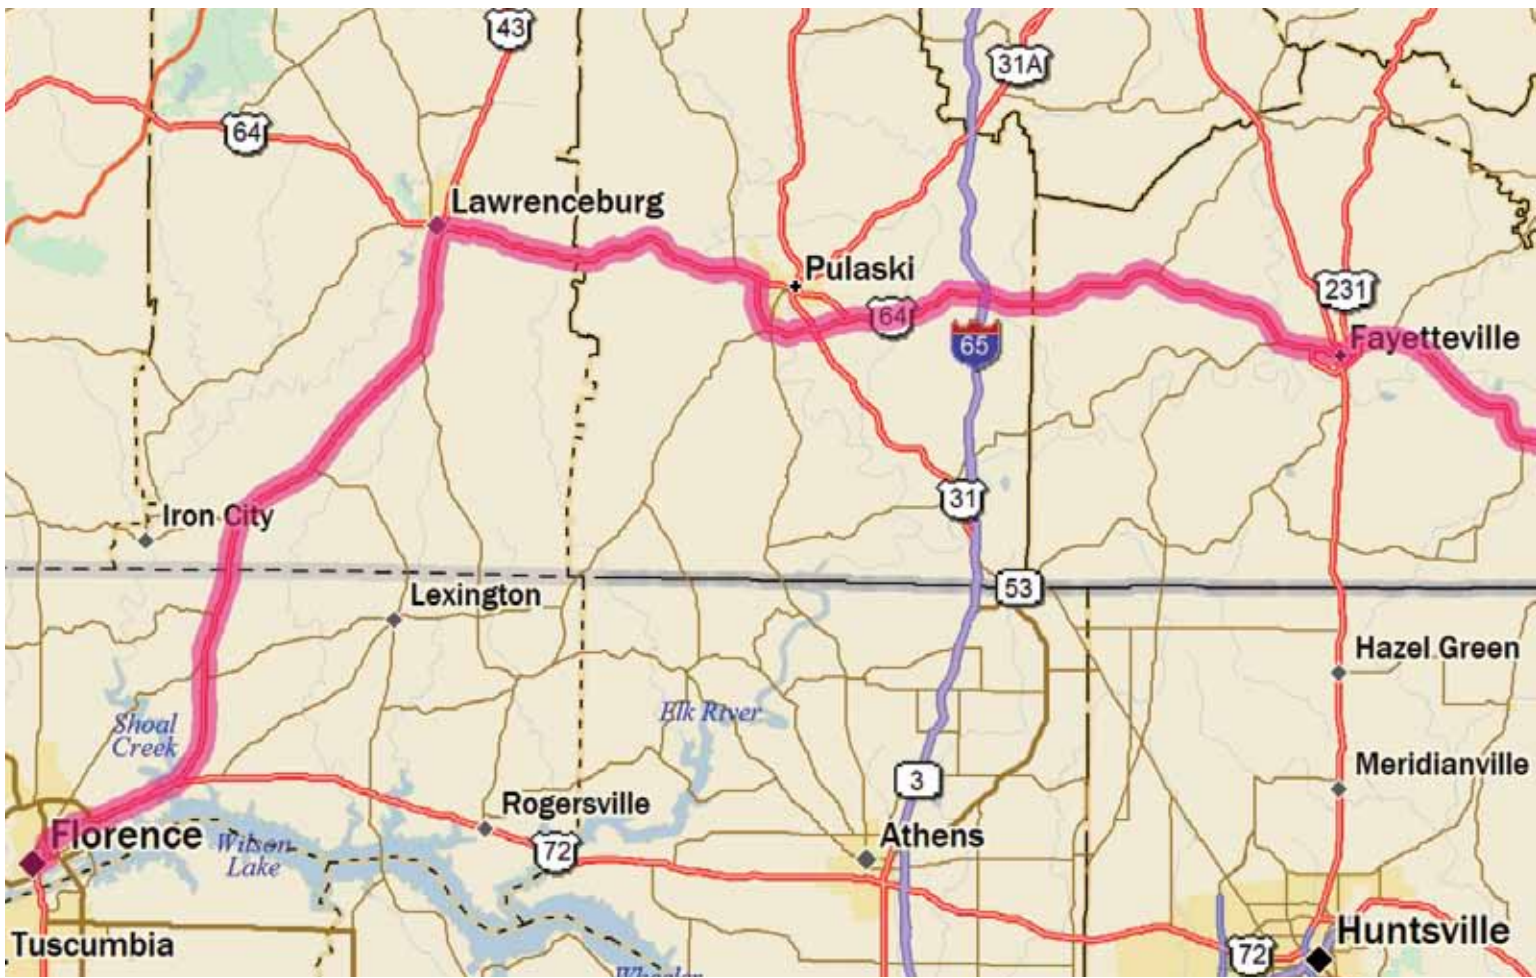 43
31A
64
Lawrenceburg
Pulaski
231
64
65
Fayetteville
31
Iron City
53
Lexington
Hazel Green
Elk River
Shoal
Creek
3
Meridianville
Rogersville
Florence
Wilson
Lake
72
Athens
Huntsville
Tuscumbia
72
Wheeler